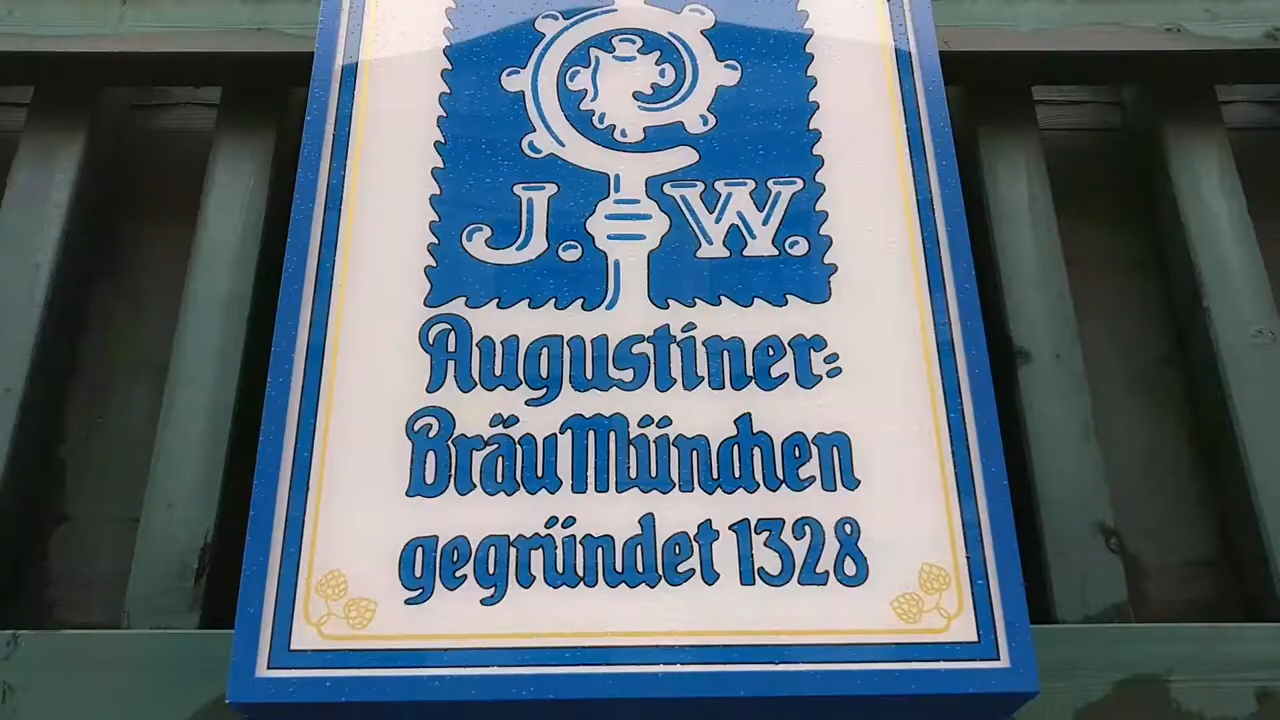 J. W.
Augustiner=
Bräu München
gegründet 1328